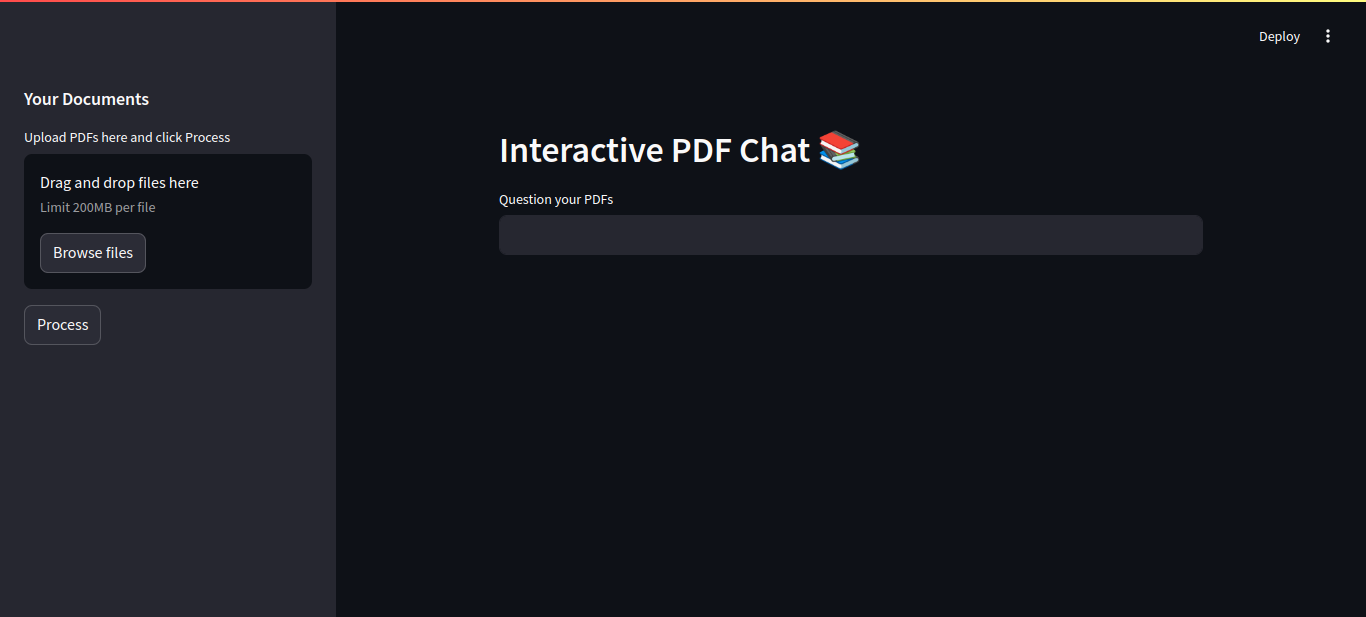 Deploy
Your Documents
Upload PDFs here and click Process
Drag and drop files here
Limit 200MB per file
Browse files
Process
Interactive PDF Chat 📚
Question your PDFs